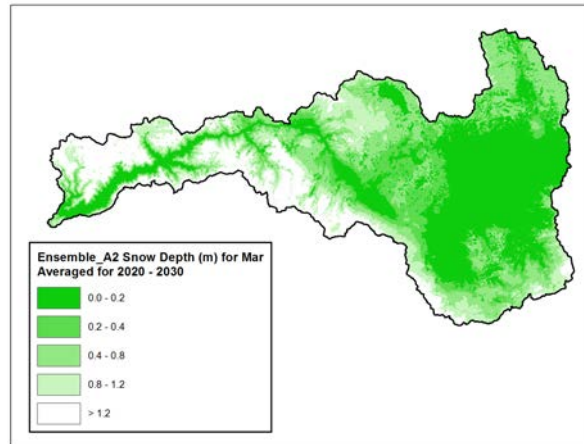 Ensemble_A2 Snow Depth (m) for Mar
Averaged for 2020 - 2030
0.0 - 0.2
0.2 - 0.4
0.4 - 0.8
0.8 - 1.2
> 1.2